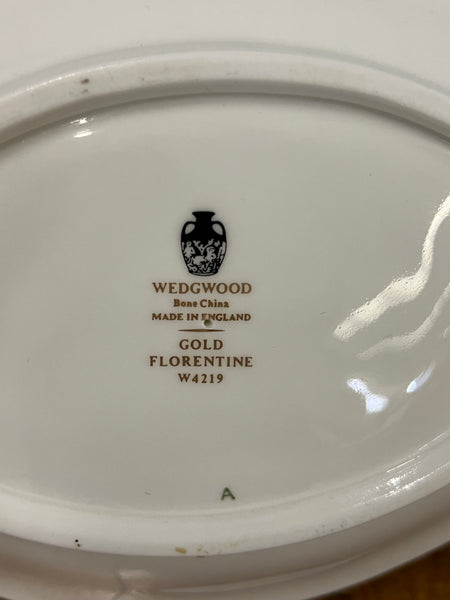 WEDGWOOD
Bone China
MADE IN ENGLAND
GOLD
FLORENTINE
W4219
A